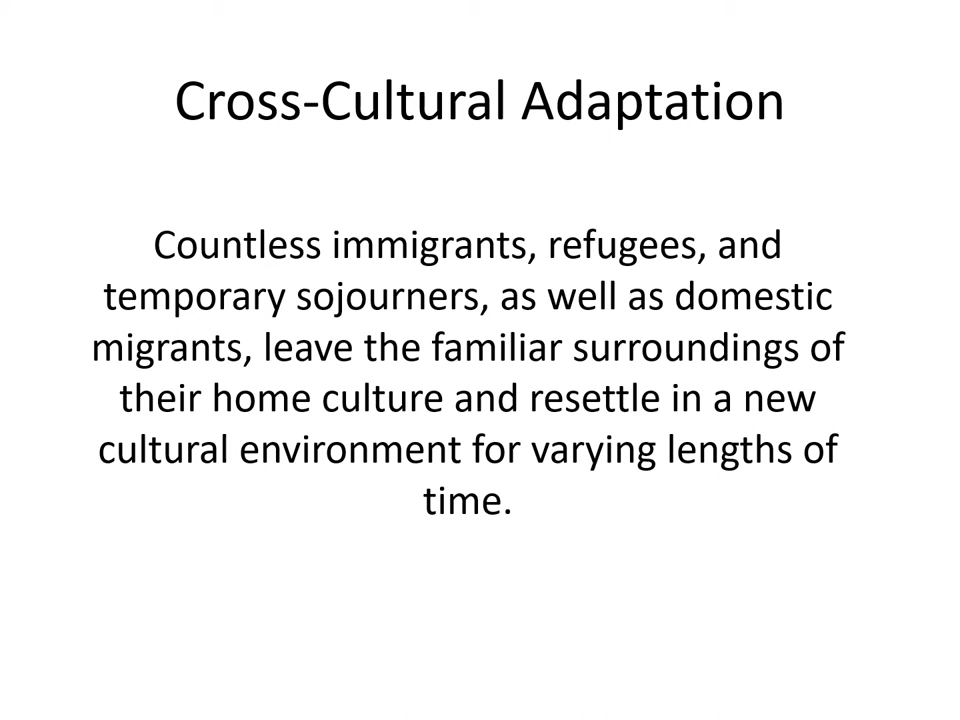 Cross-Cultural Adaptation
Countless immigrants, refugees, and
temporary sojourners, as well as domestic
migrants, leave the familiar surroundings of
their home culture and resettle in a new
cultural environment for varying lengths of
time.